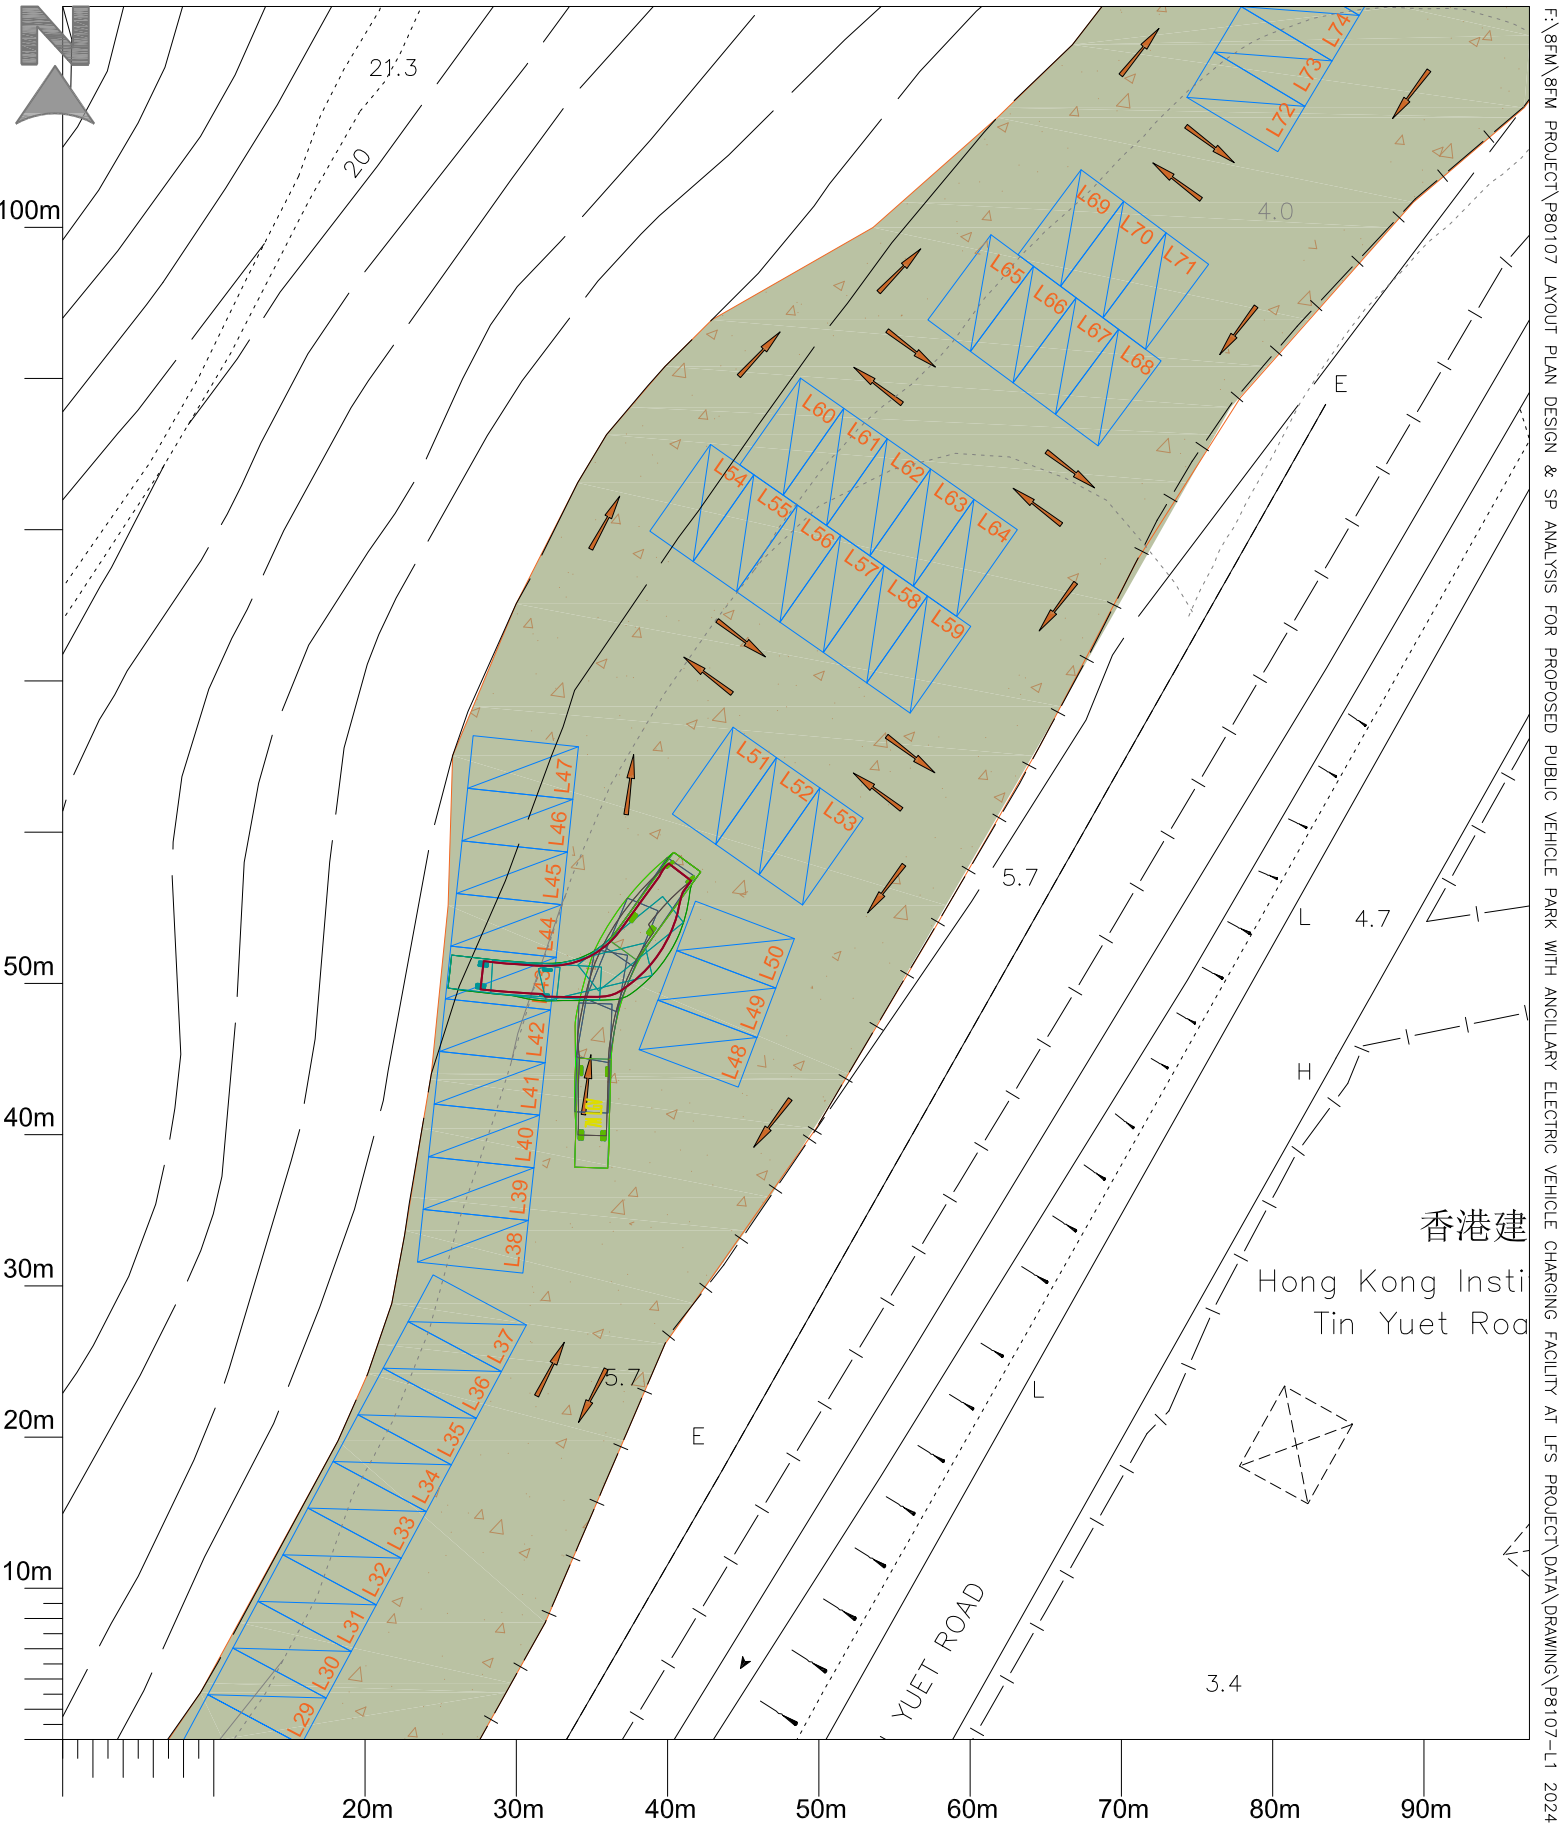 N
21.3
20
100m
50m
40m
30m
20m
10m
20m
30m
40m
50m
60m
70m
80m
90m
L74
L73
L72
L69
L70
L71
4.0
L65
L66
L67
L68
E
L60
L61
L62
L63
L64
L54
L55
L56
L57
L58
L59
L51
L52
L53
L47
L46
L45
L44
L43
L42
L41
L40
L39
L38
L50
L49
L48
5.7
L
4.7
H
香港建
Hong Kong Insti
Tin Yuet Roa
L37
L36
L35
L34
L33
L32
L31
L30
L29
5.7
L
E
YUET ROAD
3.4
F:\8FM\8FM PROJECT\P80107 LAYOUT PLAN DESIGN & SP ANALYSIS FOR PROPOSED PUBLIC VEHICLE PARK WITH ANCILLARY ELECTRIC VEHICLE CHARGING FACILITY AT LFS PROJECT\DATA\DRAWING\P8107-L1 2024